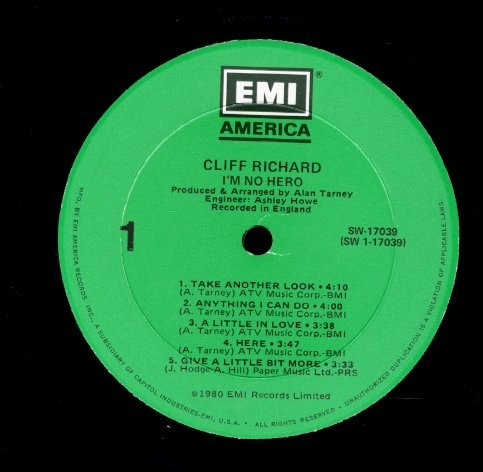 EMI®
AMERICA
CLIFF RICHARD
I'M NO HERO
Produced & Arranged by Alan Tarney
Engineer: Ashley Howe
Recorded in England
1
SW-17039
(SW 1-17039)
1. TAKE ANOTHER LOOK • 4:10
(A. Tarney) ATV Music Corp.-BMI
2. ANYTHING I CAN DO • 4:00
(A. Tarney) ATV Music Corp.-BMI
3. A LITTLE IN LOVE • 3:38
(A. Tarney) ATV Music Corp.-BMI
4. HERE • 3:47
(A. Tarney) ATV Music Corp.-BMI
5. GIVE A LITTLE BIT MORE • 3:33
(J. Hodge-A. Hill) Paper Music Ltd.-PRS
℗1980 EMI Records Limited
MFG. BY EMI AMERICA RECORDS, INC., A SUBSIDIARY OF CAPITOL INDUSTRIES-EMI, U.S.A. • ALL RIGHTS RESERVED • UNAUTHORIZED DUPLICATION IS A VIOLATION OF APPLICABLE LAWS.